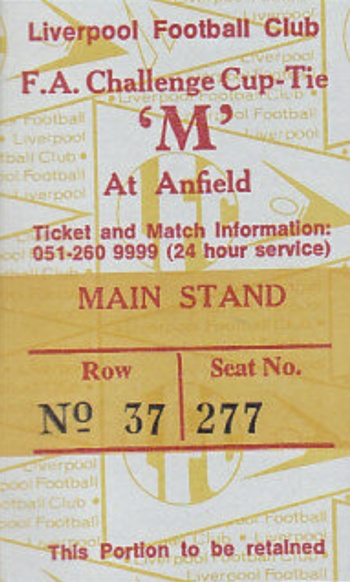 Liverpool Football Club
F.A. Challenge Cup-Tie
'M'
At Anfield
Ticket and Match Information:
051-260 9999 (24 hour service)
MAIN STAND
Row Seat No.
Nº 37 277
This Portion to be retained